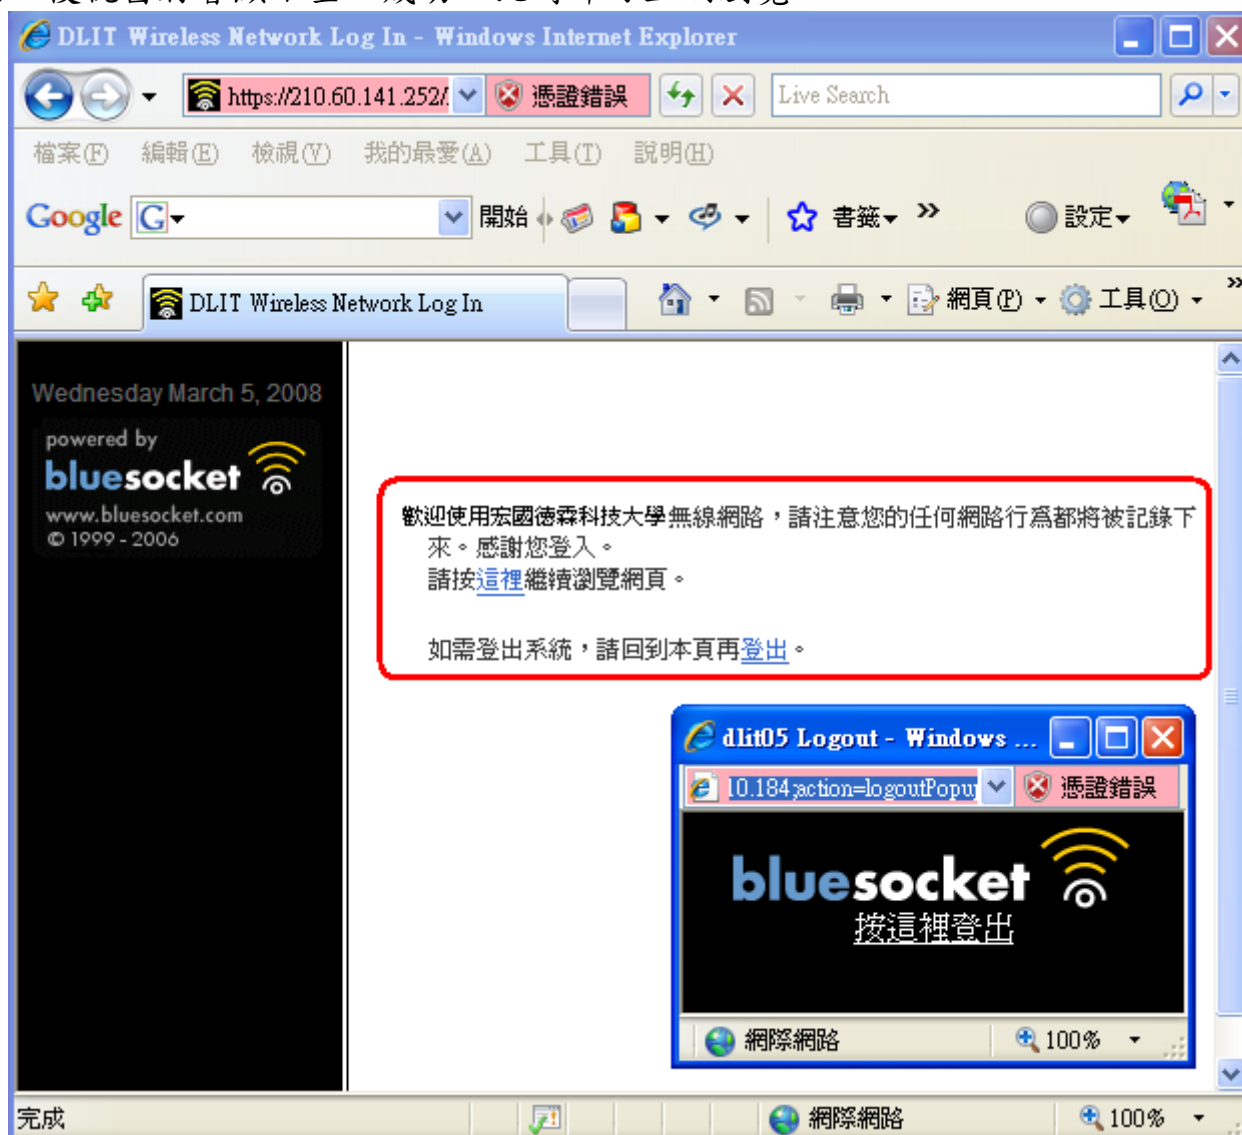 DLIT Wireless Network Log In - Windows Internet Explorer
https://210.60.141.252/
憑證錯誤
Live Search
檔案(F) 編輯(E) 檢視(V) 我的最愛(A) 工具(T) 說明(H)
Google G 開始 書籤 » 設定
DLIT Wireless Network Log In
網頁(P) 工具(O) »
Wednesday March 5, 2008
powered by
bluesocket
www.bluesocket.com
© 1999 - 2006
歡迎使用宏國德霖科技大學無線網路，請注意您的任何網路行為都將被記錄下
來。感謝您登入。
請按這裡繼續瀏覽網頁。
如需登出系統，請回到本頁再登出。
dlit05 Logout - Windows ...
10.184;action=logoutPopup
憑證錯誤
bluesocket
按這裡登出
網際網路 100%
完成 網際網路 100%